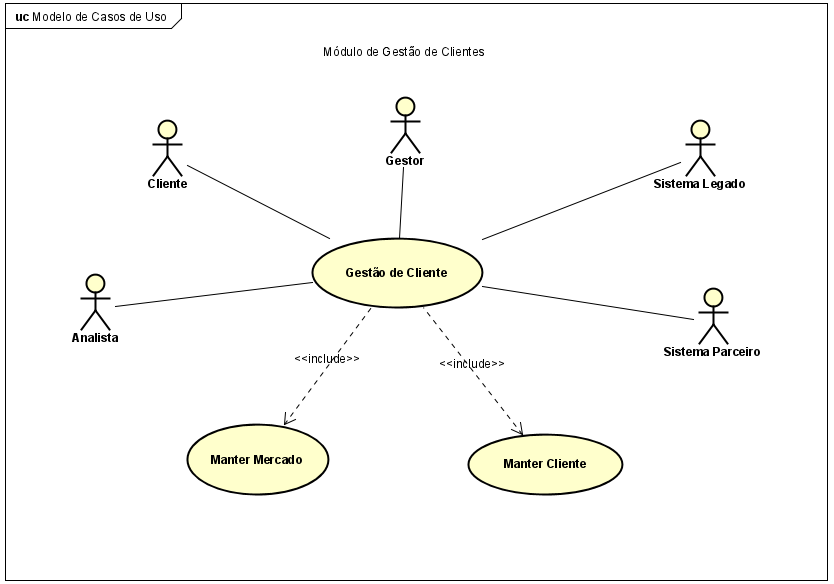 uc Modelo de Casos de Uso
Módulo de Gestão de Clientes
Cliente
Gestor
Sistema Legado
Gestão de Cliente
Analista
Sistema Parceiro
<<include>>
<<include>>
Manter Mercado
Manter Cliente